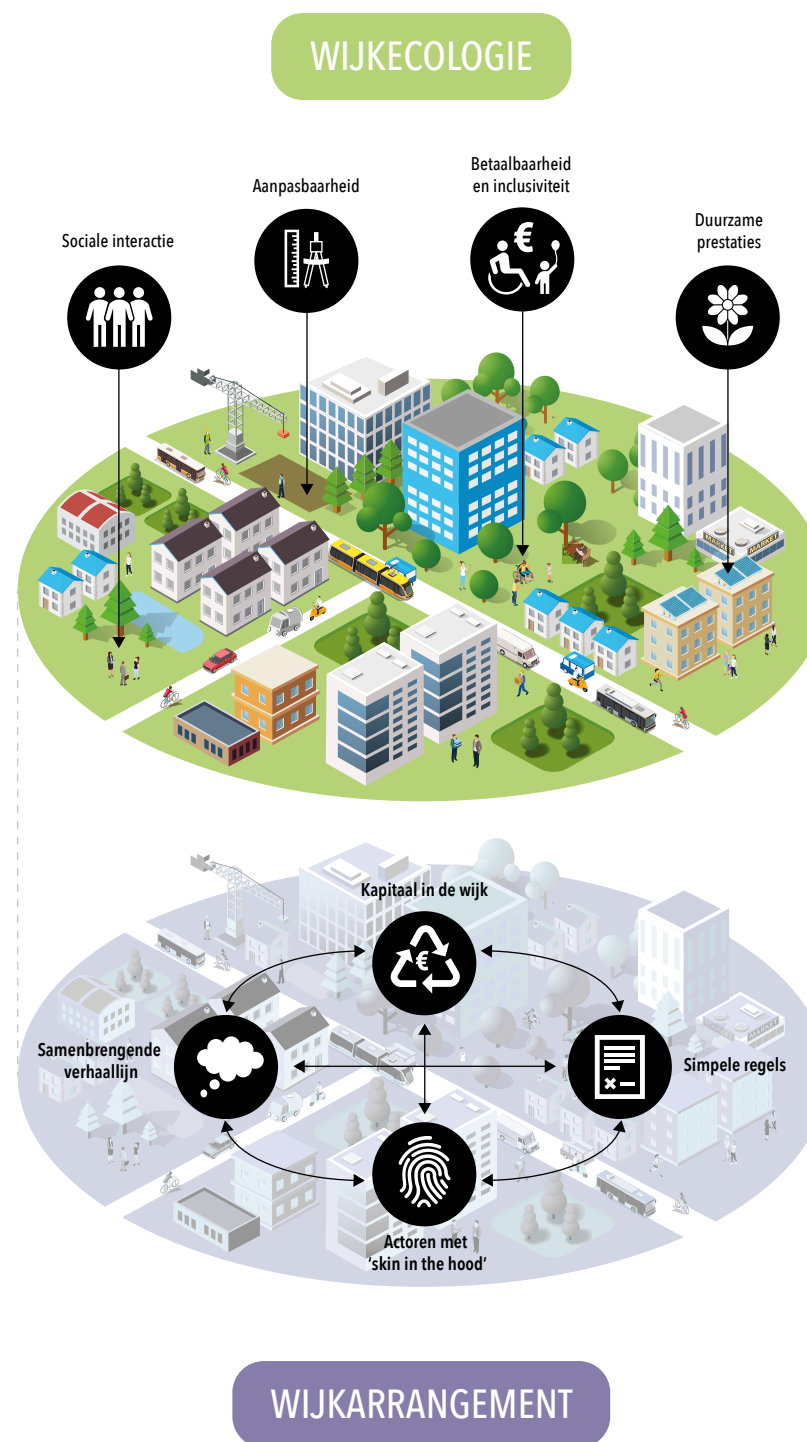 WIJKECOLOGIE
Betaalbaarheid
en inclusiviteit
Aanpasbaarheid
Duurzame
prestaties
Sociale interactie
€
MARKET
MARKET
Kapitaal in de wijk
€
Samenbrengende
verhaallijn
Simpele regels
MARKET
Actoren met
‘skin in the hood’
WIJKARRANGEMENT